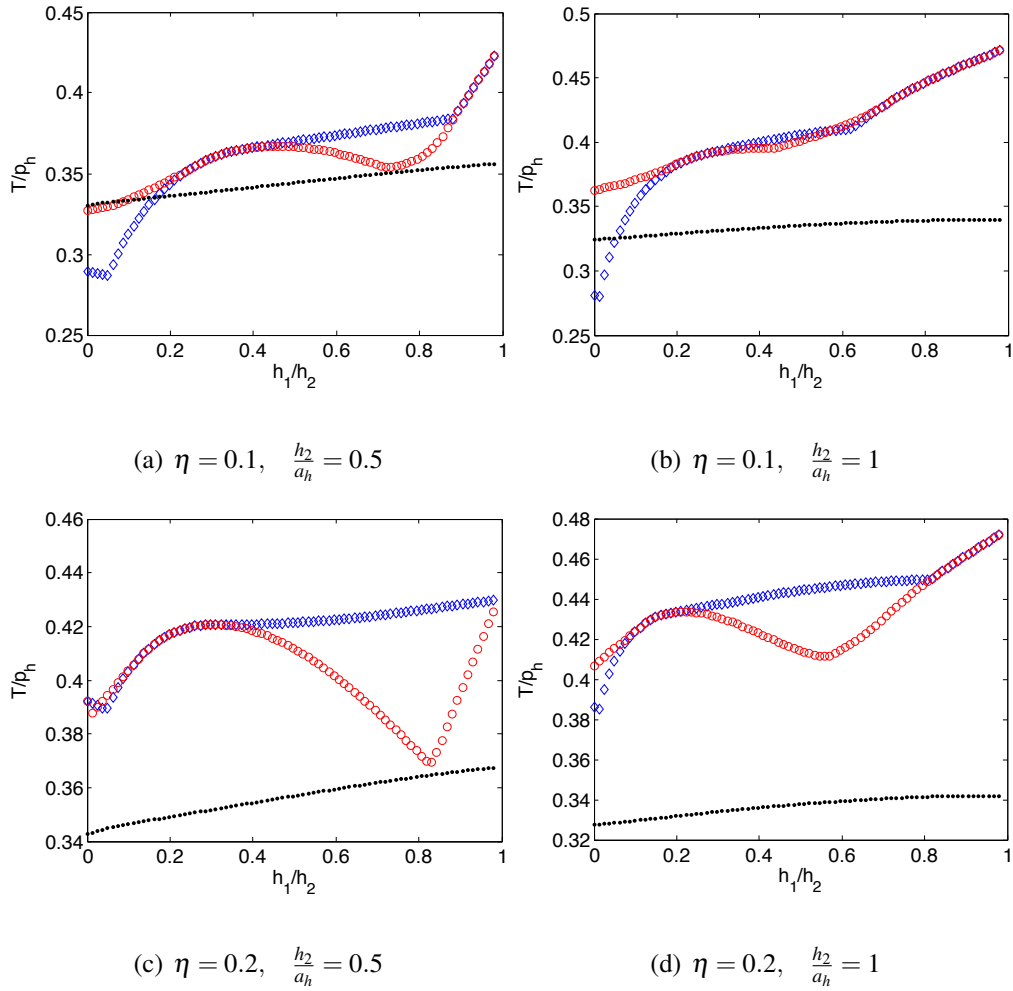 0.45
0.4
0.35
0.3
0.25
T/p_h
0 0.2 0.4 0.6 0.8 1
h_1/h_2
(a) η = 0.1, h_2/a_h = 0.5
0.5
0.45
0.4
0.35
0.3
0.25
T/p_h
0 0.2 0.4 0.6 0.8 1
h_1/h_2
(b) η = 0.1, h_2/a_h = 1
0.46
0.44
0.42
0.4
0.38
0.36
0.34
T/p_h
0 0.2 0.4 0.6 0.8 1
h_1/h_2
(c) η = 0.2, h_2/a_h = 0.5
0.48
0.46
0.44
0.42
0.4
0.38
0.36
0.34
0.32
T/p_h
0 0.2 0.4 0.6 0.8 1
h_1/h_2
(d) η = 0.2, h_2/a_h = 1